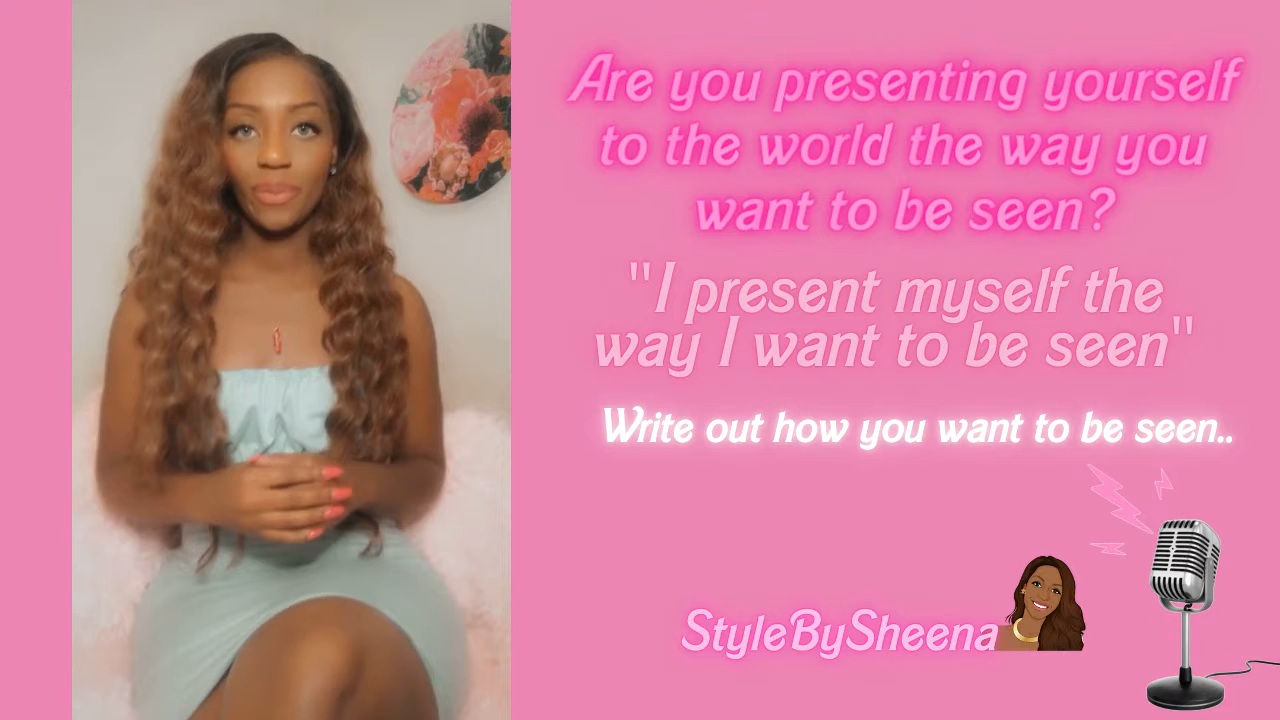 Are you presenting yourself
to the world the way you
want to be seen?
"I present myself the
way I want to be seen"
Write out how you want to be seen..
StyleBySheena